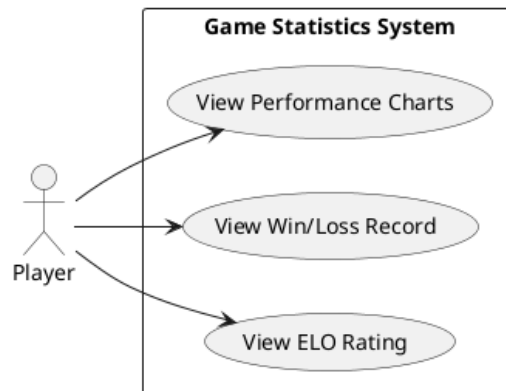 Game Statistics System
View Performance Charts
View Win/Loss Record
Player
View ELO Rating